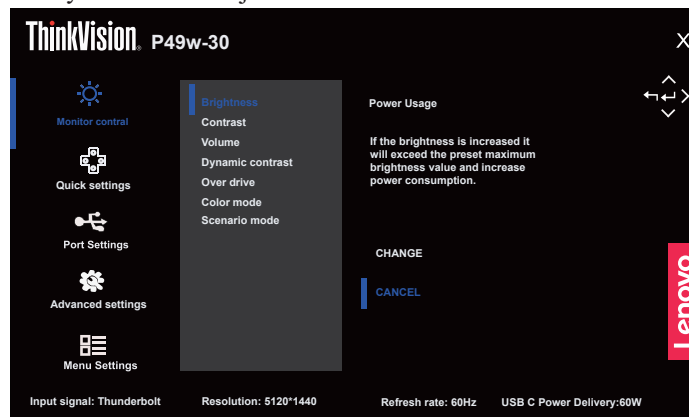 ThinkVision. P49w-30
X
Monitor contral
Quick settings
Port Settings
Advanced settings
Menu Settings
Brightness
Contrast
Volume
Dynamic contrast
Over drive
Color mode
Scenario mode
Power Usage
If the brightness is increased it
will exceed the preset maximum
brightness value and increase
power consumption.
CHANGE
CANCEL
Lenovo
Input signal: Thunderbolt Resolution: 5120*1440 Refresh rate: 60Hz USB C Power Delivery:60W